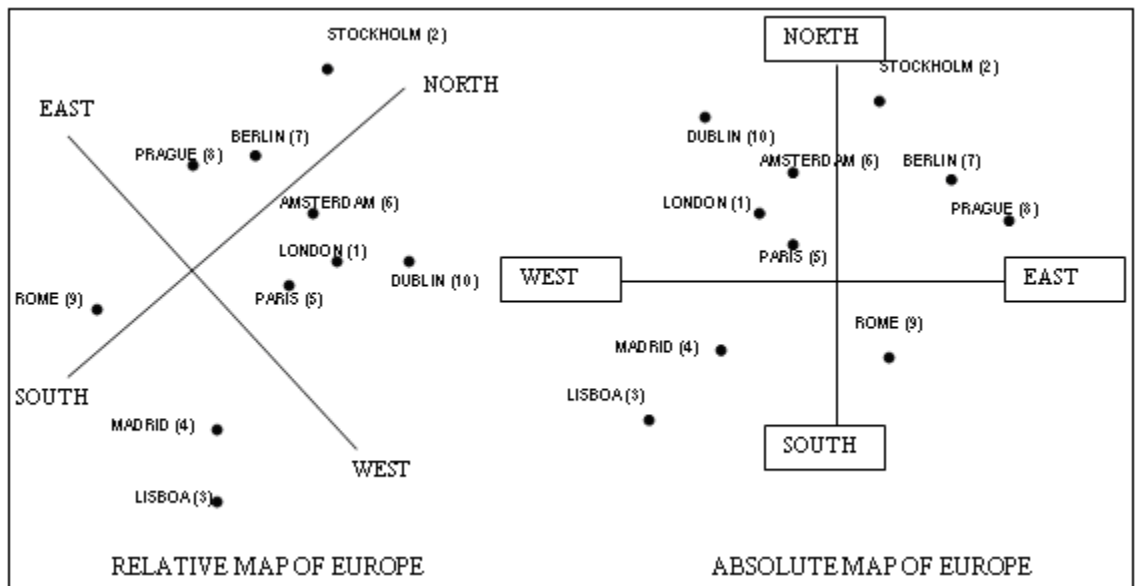 STOCKHOLM (2)
NORTH
EAST
BERLIN (7)
PRAGUE (8)
AMSTERDAM (6)
LONDON (1)
DUBLIN (10)
PARIS (5)
ROME (9)
SOUTH
MADRID (4)
WEST
LISBOA (3)
RELATIVE MAP OF EUROPE
NORTH
STOCKHOLM (2)
DUBLIN (10)
AMSTERDAM (6)
BERLIN (7)
LONDON (1)
PRAGUE (8)
PARIS (5)
WEST
EAST
ROME (9)
MADRID (4)
LISBOA (3)
SOUTH
ABSOLUTE MAP OF EUROPE